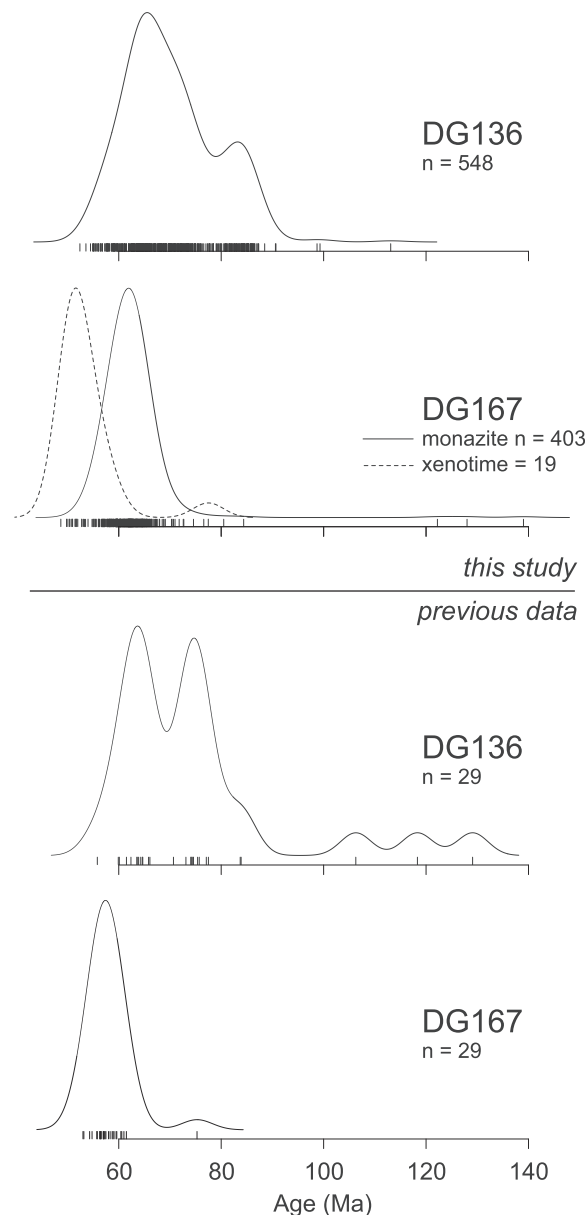 DG136
n = 548
DG167
monazite n = 403
xenotime = 19
this study
previous data
DG136
n = 29
DG167
n = 29
60 80 100 120 140
Age (Ma)